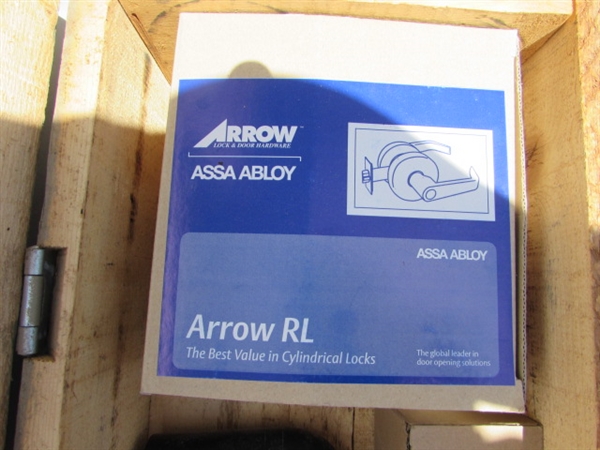 ARROW™
LOCK & DOOR HARDWARE
ASSA ABLOY
ASSA ABLOY
Arrow RL
The Best Value in Cylindrical Locks
The global leader in
door opening solutions